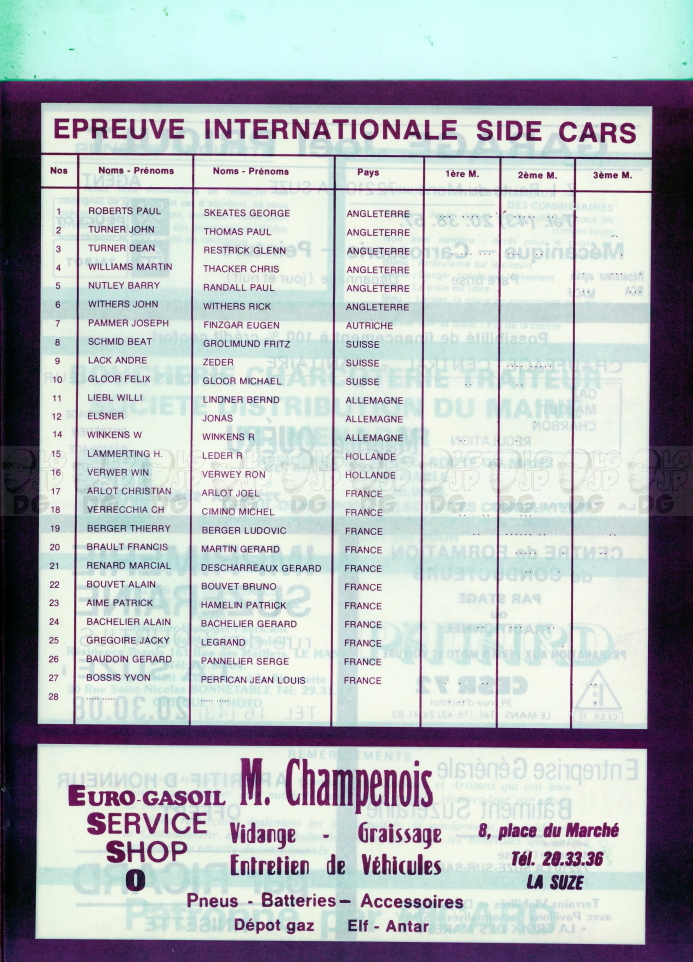 EPREUVE INTERNATIONALE SIDE CARS
Nos Noms - Prénoms Noms - Prénoms Pays 1ère M. 2ème M. 3ème M.
1 ROBERTS PAUL SKEATES GEORGE ANGLETERRE
2 TURNER JOHN THOMAS PAUL ANGLETERRE
3 TURNER DEAN RESTRICK GLENN ANGLETERRE
4 WILLIAMS MARTIN THACKER CHRIS ANGLETERRE
5 NUTLEY BARRY RANDALL PAUL ANGLETERRE
6 WITHERS JOHN WITHERS RICK ANGLETERRE
7 PAMMER JOSEPH FINZGAR EUGEN AUTRICHE
8 SCHMID BEAT GROLIMUND FRITZ SUISSE
9 LACK ANDRE ZEDER SUISSE
10 GLOOR FELIX GLOOR MICHAEL SUISSE
11 LIEBL WILLI LINDNER BERND ALLEMAGNE
12 ELSNER JONAS ALLEMAGNE
14 WINKENS W WINKENS R ALLEMAGNE
15 LAMMERTING H. LEDER R HOLLANDE
16 VERWER WIN VERWEY RON HOLLANDE
17 ARLOT CHRISTIAN ARLOT JOEL FRANCE
18 VERRECCHIA CH CIMINO MICHEL FRANCE
19 BERGER THIERRY BERGER LUDOVIC FRANCE
20 BRAULT FRANCIS MARTIN GERARD FRANCE
21 RENARD MARCIAL DESCHARREAUX GERARD FRANCE
22 BOUVET ALAIN BOUVET BRUNO FRANCE
23 AIME PATRICK HAMELIN PATRICK FRANCE
24 BACHELIER ALAIN BACHELIER GERARD FRANCE
25 GREGOIRE JACKY LEGRAND FRANCE
26 BAUDOIN GERARD PANNELIER SERGE FRANCE
27 BOSSIS YVON PERFICAN JEAN LOUIS FRANCE
28 ..... ..... ..... .....
EURO-GASOIL M. Champenois
SERVICE
SHOP
O
Vidange - Graissage
Entretien de Véhicules
8, place du Marché
Tél. 20.33.36
LA SUZE
Pneus - Batteries - Accessoires
Dépot gaz Elf - Antar